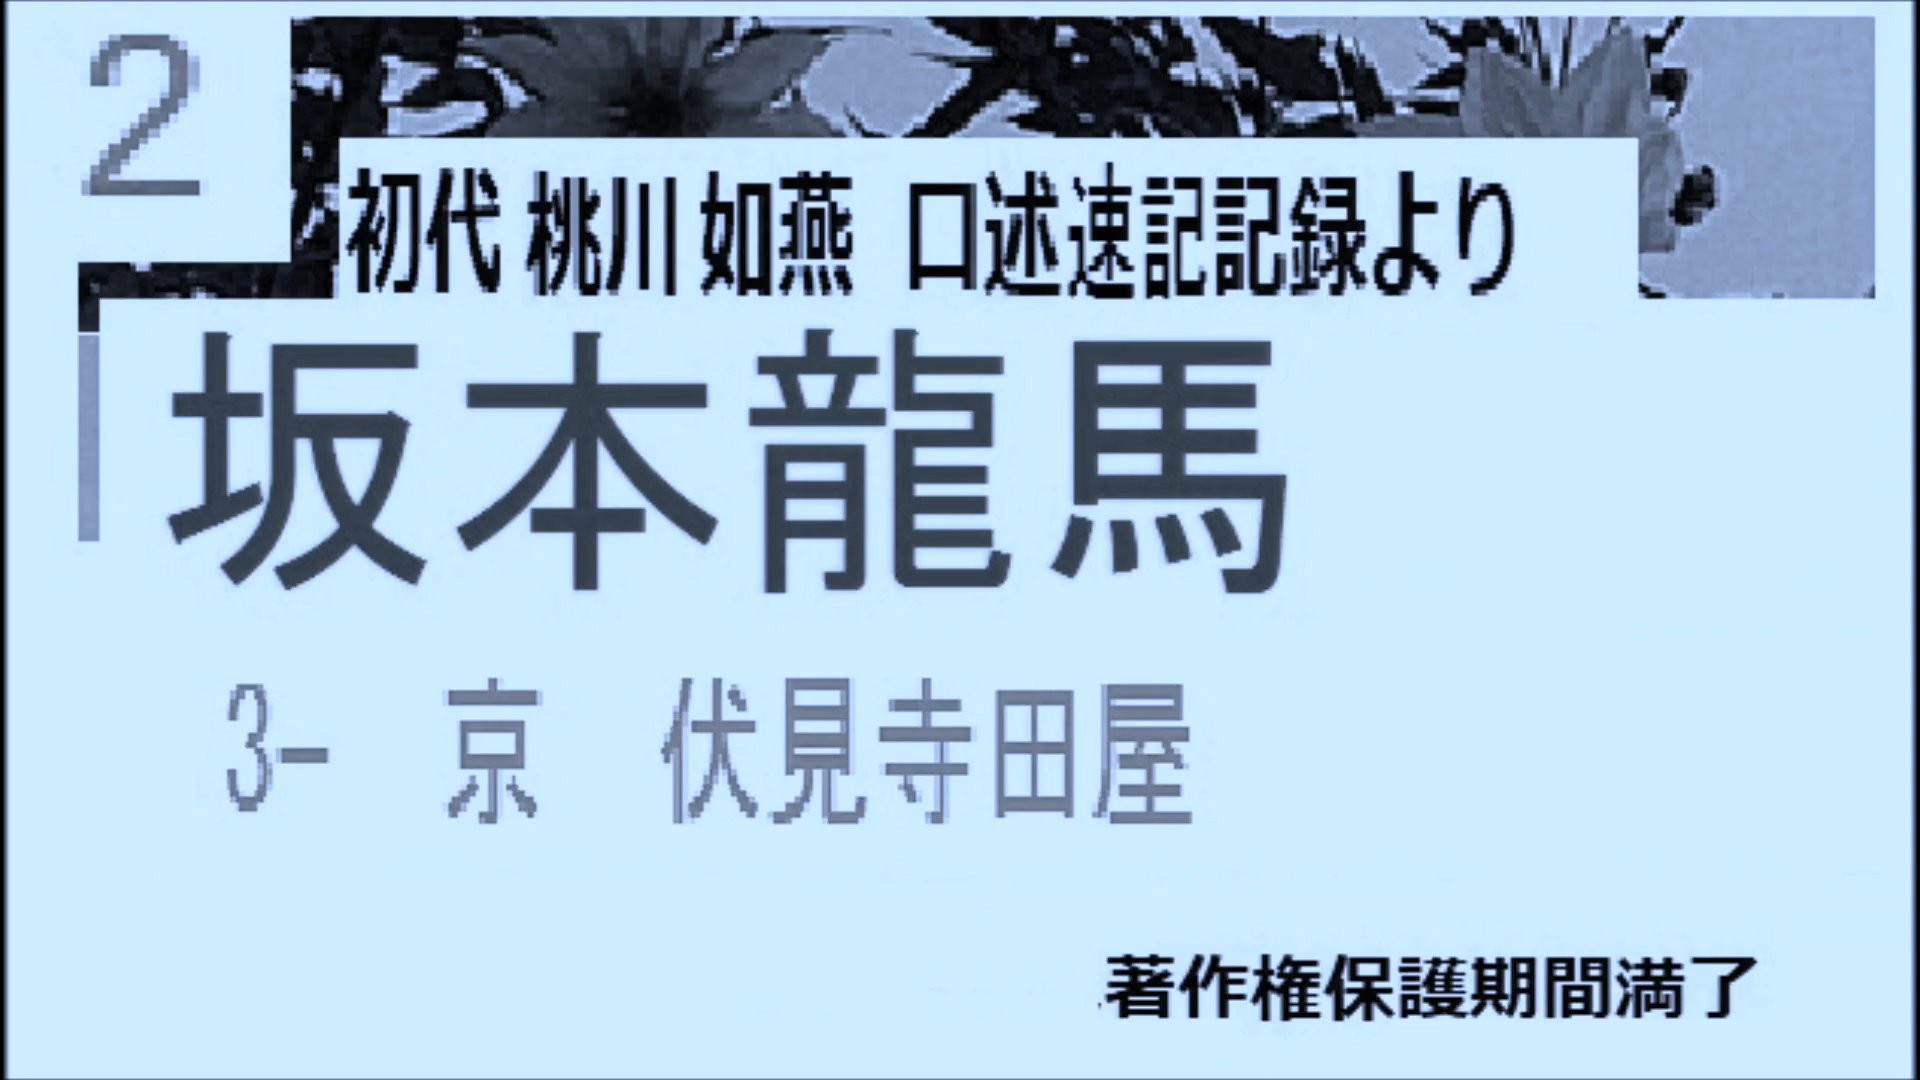 2
初代 桃川 如燕 口述速記記録より
坂本龍馬
3- 京 伏見寺田屋
著作権保護期間満了